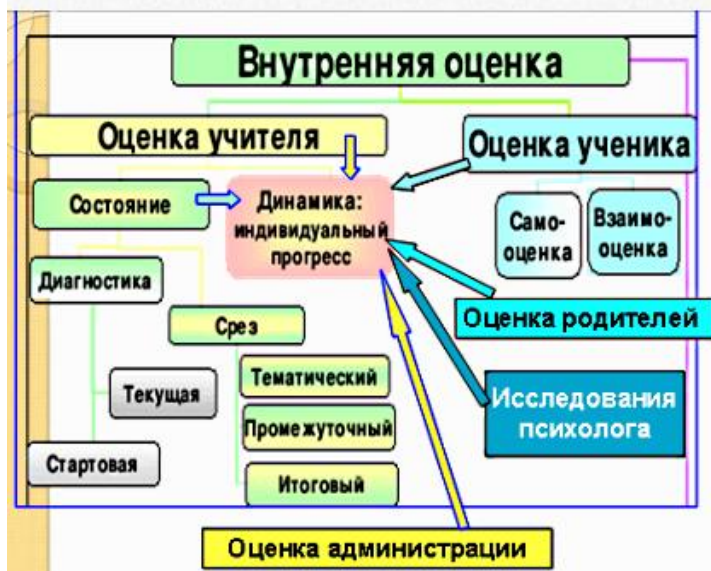 Внутренняя оценка
Оценка учителя
Оценка ученика
Состояние
Динамика:
индивидуальный
прогресс
Само-
оценка
Взаимо-
оценка
Диагностика
Срез
Оценка родителей
Текущая
Тематический
Исследования
психолога
Промежуточный
Стартовая
Итоговый
Оценка администрации